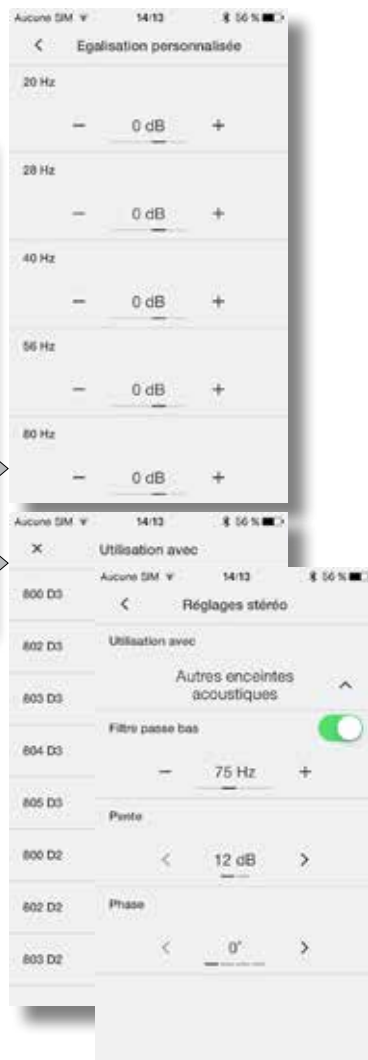 Aucune SIM 14/13 56 %
< Egalisation personnalisée
20 Hz
− 0 dB +
28 Hz
− 0 dB +
40 Hz
− 0 dB +
56 Hz
− 0 dB +
80 Hz
− 0 dB +
Aucune SIM 14/13 56 %
× Utilisation avec
800 D3
802 D3
803 D3
804 D3
805 D3
800 D2
802 D2
803 D2
Aucune SIM 14/13 56 %
< Réglages stéréo
Utilisation avec
Autres enceintes
acoustiques
Filtre passe bas
− 75 Hz +
Pente
< 12 dB >
Phase
< 0° >